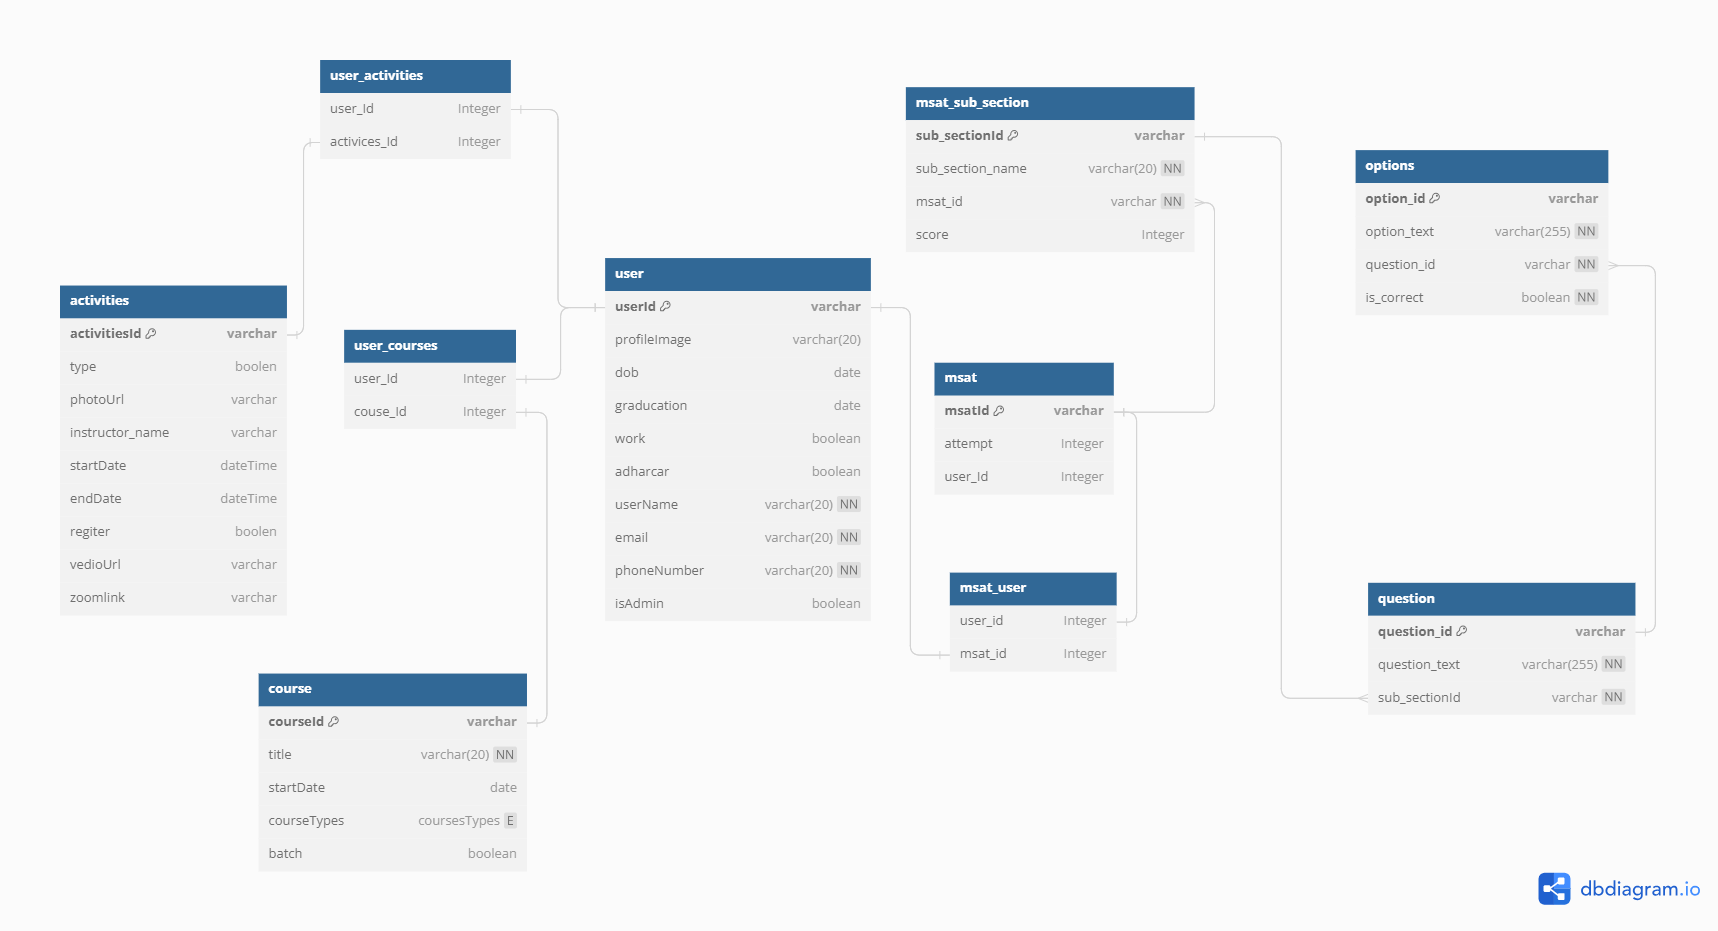 user_activities
user_Id Integer
activices_Id Integer
msat_sub_section
sub_sectionId varchar
sub_section_name varchar(20) NN
msat_id varchar NN
score Integer
options
option_id varchar
option_text varchar(255) NN
question_id varchar NN
is_correct boolean NN
user
userId varchar
profileImage varchar(20)
dob date
graducation date
work boolean
adharcar boolean
userName varchar(20) NN
email varchar(20) NN
phoneNumber varchar(20) NN
isAdmin boolean
activities
activitiesId varchar
type boolen
photoUrl varchar
instructor_name varchar
startDate dateTime
endDate dateTime
regiter boolen
vedioUrl varchar
zoomlink varchar
user_courses
user_Id Integer
couse_Id Integer
msat
msatId varchar
attempt Integer
user_Id Integer
msat_user
user_id Integer
msat_id Integer
question
question_id varchar
question_text varchar(255) NN
sub_sectionId varchar NN
course
courseId varchar
title varchar(20) NN
startDate date
courseTypes coursesTypes E
batch boolean
dbdiagram.io